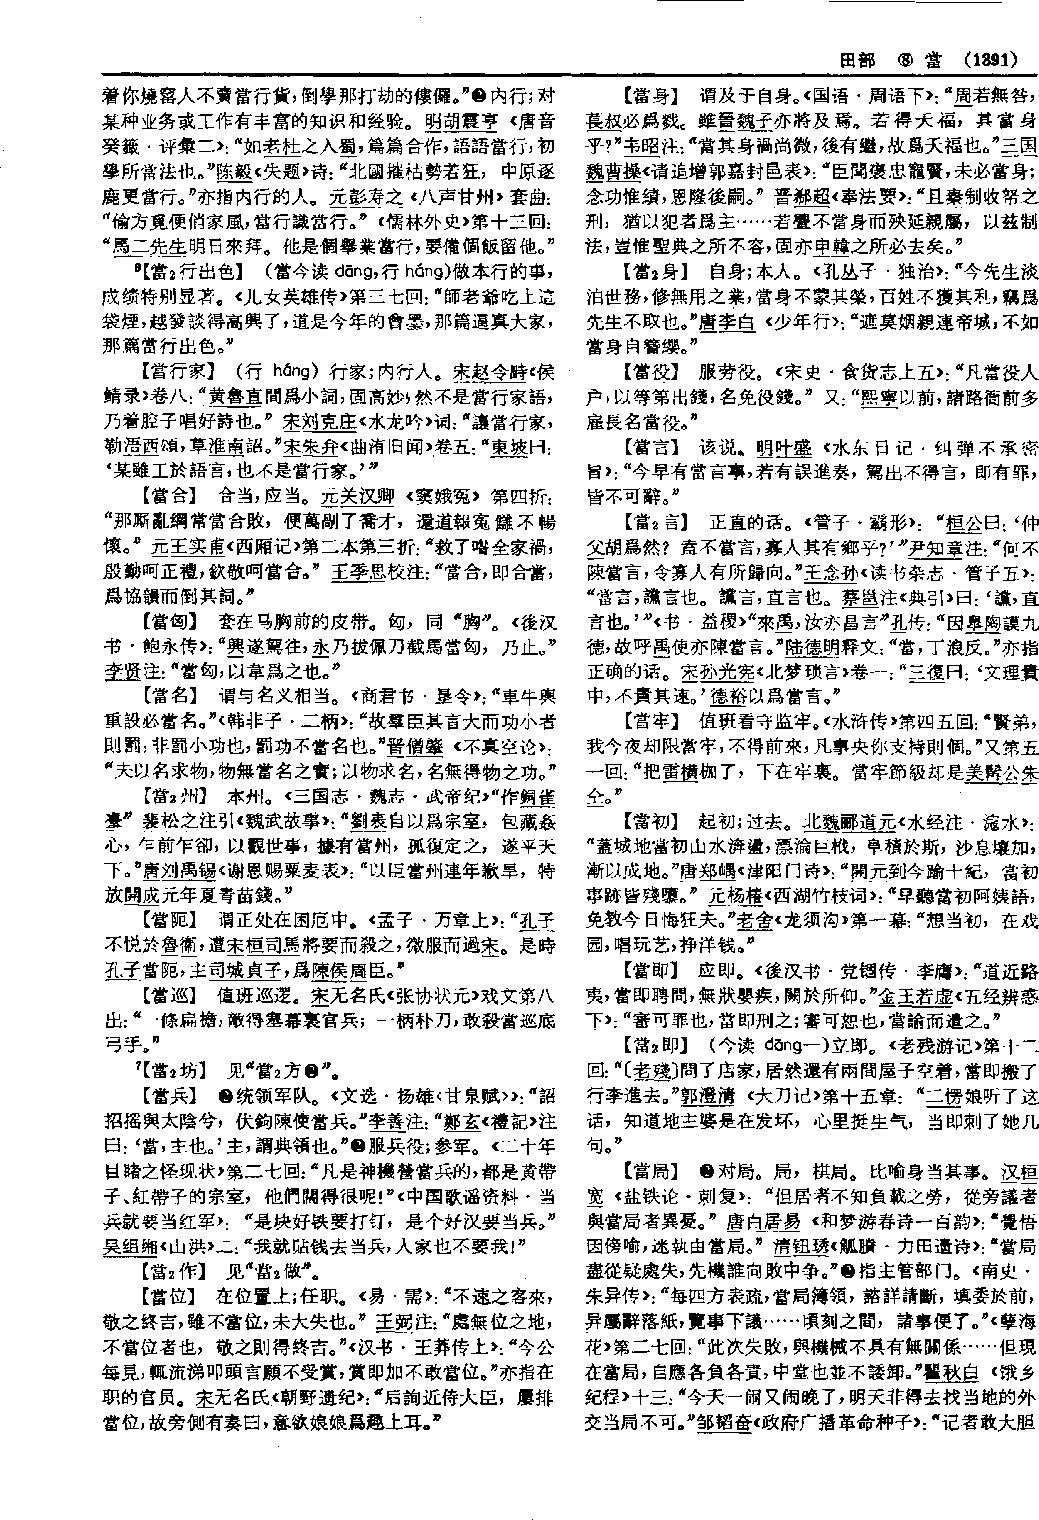 田部 ⑧ 當 （1391）
着你燒窰人不賣當行貨，倒學那打劫的僂儸。”❷内行；对
某种业务或工作有丰富的知识和经验。明胡震亨《唐音
癸籤·评彙二》：“如老杜之入蜀，篇篇合作，語語當行；初
學所當法也。”陈毅《失题》诗：“北國摧枯勢若狂，中原逐
鹿更當行。”亦指内行的人。元彭寿之《八声甘州》套曲：
“偷方覓便俏家風，當行識當行。”《儒林外史》第十三回：
“馬二先生明日來拜。他是個舉業當行，要備個飯留他。”
⁸【當₂行出色】（當今读 dāng，行 háng）做本行的事，
成绩特别显著。《儿女英雄传》第三七回：“師老爺吃上這
袋煙，越發談得高興了，道是今年的會墨，那篇逼真大家，
那篇當行出色。”
【當行家】（行 háng）行家；内行人。宋赵令畤《侯
鲭录》卷八：“黄魯直間爲小詞，固高妙，然不是當行家語，
乃着腔子唱好詩也。”宋刘克庄《水龙吟》词：“讓當行家，
勒浯西頌，草淮南詔。”宋朱弁《曲洧旧闻》卷五：“東坡曰：
‘某雖工於語言，也不是當行家。’”
【當合】 合当，应当。元关汉卿《窦娥冤》第四折：
“那厮亂綱常當合敗，便萬剮了喬才，還道報冤讎不暢
懷。”元王实甫《西厢记》第二本第三折：“救了咱全家禍，
殷勤呵正禮，欽敬呵當合。”王季思校注：“當合，即合當，
爲協韻而倒其詞。”
【當匈】 套在马胸前的皮带。匈，同“胸”。《後汉
书·鲍永传》：“興遂駕往，永乃拔佩刀截馬當匈，乃止。”
李贤注：“當匈，以韋爲之也。”
【當名】 谓与名义相当。《商君书·垦令》：“車牛輿
重設必當名。”《韩非子·二柄》：“故羣臣其言大而功小者
則罰：非罰小功也，罰功不當名也。”晋僧肇《不真空论》：
“夫以名求物，物無當名之實；以物求名，名無得物之功。”
【當₂州】 本州。《三国志·魏志·武帝纪》“作銅雀
臺” 裴松之注引《魏武故事》：“劉表自以爲宗室，包藏姦
心，乍前乍卻，以觀世事，據有當州，孤復定之，遂平天
下。”唐刘禹锡《谢恩赐粟麦表》：“以臣當州連年歉旱，特
放開成元年夏青苗錢。”
【當阨】 谓正处在困厄中。《孟子·万章上》：“孔子
不悦於魯衛，遭宋桓司馬將要而殺之，微服而過宋。是時
孔子當阨，主司城貞子，爲陳侯周臣。”
【當巡】 值班巡逻。宋无名氏《张协状元》戏文第八
出：“一條扁擔，敵得塞幕裏官兵；一柄朴刀，敢殺當巡底
弓手。”
⁷【當₂坊】 见“當₂方❷”。
【當兵】 ❶统领军队。《文选·杨雄〈甘泉赋〉》：“詔
招摇與太陰兮，伏鈎陳使當兵。”李善注：“鄭玄《禮記》注
曰：‘當，主也。’主，謂典領也。”❷服兵役；参军。《二十年
目睹之怪现状》第二七回：“凡是神機營當兵的，都是黄帶
子、紅帶子的宗室，他們闊得很呢！”《中国歌谣资料·当
兵就要当红军》：“是块好铁要打钉，是个好汉要当兵。”
吴组缃《山洪》二：“我就贴钱去当兵，人家也不要我！”
【當₂作】 见“當₂做”。
【當位】 在位置上；任职。《易·需》：“不速之客來，
敬之終吉，雖不當位，未大失也。”王弼注：“處無位之地，
不當位者也，敬之則得終吉。”《汉书·王莽传上》：“今公
每見，輒流涕叩頭言願不受賞，賞即加不敢當位。”亦指在
职的官员。宋无名氏《朝野遗纪》：“后詢近侍大臣，屢排
當位，故旁側有奏曰，意欲娘娘爲趣上耳。”
【當身】 谓及于自身。《国语·周语下》：“周若無咎，
萇叔必爲戮。雖晉魏子亦將及焉。若得天福，其當身
乎？”韦昭注：“當其身禍尚微，後有繼，故爲天福也。”三国
魏曹操《请追增郭嘉封邑表》：“臣聞褒忠寵賢，未必當身；
念功惟績，恩隆後嗣。”晋郗超《奉法要》：“且秦制收帑之
刑，猶以犯者爲主……若釁不當身而殃延親屬，以兹制
法，豈惟聖典之所不容，固亦申韓之所必去矣。”
【當₂身】 自身；本人。《孔丛子·独治》：“今先生淡
泊世務，修無用之業，當身不蒙其榮，百姓不獲其利，竊爲
先生不取也。”唐李白《少年行》：“遮莫姻親連帝城，不如
當身自簪缨。”
【當役】 服劳役。《宋史·食货志上五》：“凡當役人
户，以等第出錢，名免役錢。”又：“熙寧以前，諸路衙前多
雇長名當役。”
【當言】 该说。明叶盛《水东日记·纠弹不承密
旨》：“今早有當言事，若有誤進奏，駕出不得言，即有罪，
皆不可辭。”
【當₂言】 正直的话。《管子·霸形》：“桓公曰：‘仲
父胡爲然？盍不當言，寡人其有鄉乎？’”尹知章注：“何不
陳當言，令寡人有所歸向。”王念孙《读书杂志·管子五》：
“當言，讜言也。讜言，直言也。蔡邕注《典引》曰：‘讜，直
言也。’”《书·益稷》“來禹，汝亦昌言”孔传：“因臯陶謨九
德，故呼禹使亦陳當言。”陆德明释文：“當，丁浪反。”亦指
正确的话。宋孙光宪《北梦琐言》卷一：“三復曰：‘文理貴
中，不貴其速。’德裕以爲當言。”
【當牢】 值班看守监牢。《水浒传》第四五回：“賢弟，
我今夜却限當牢，不得前來，凡事央你支持則個。”又第五
一回：“把雷横枷了，下在牢裏。當牢節級却是美髯公朱
仝。”
【當初】 起初；过去。北魏郦道元《水经注·㶟水》：
“蓋城地當初山水渀盪，漂淪巨栰，阜積於斯，沙息壤加，
漸以成地。”唐郑嵎《津阳门诗》：“開元到今踰十紀，當初
事跡皆殘隳。”元杨维《西湖竹枝词》：“早聽當初阿姨語，
免教今日悔狂夫。”老舍《龙须沟》第一幕：“想当初，在戏
园，唱玩艺，挣洋钱。”
【當即】 应即。《後汉书·党锢传·李膺》：“道近路
夷，當即聘問，無狀嬰疾，闕於所仰。”金王若虚《五经辨惑
下》：“審可罪也，當即刑之；審可恕也，當諭而遣之。”
【當₂即】（今读 dāng—）立即。《老残游记》第十二
回：“〔老殘〕問了店家，居然還有兩間屋子空着，當即搬了
行李進去。”郭澄清《大刀记》第十五章：“二愣娘听了这
话，知道地主婆是在发坏，心里挺生气，当即刺了她几
句。”
【當局】 ❶对局。局，棋局。比喻身当其事。汉桓
宽《盐铁论·刺复》：“但居者不知負載之勞，從旁議者
與當局者異憂。”唐白居易《和梦游春诗一百韵》：“覺悟
因傍喻，迷執由當局。”清钮琇《觚賸·力田遗诗》：“當局
盡從疑處失，先機誰向敗中争。”❷指主管部门。《南史·
朱异传》：“每四方表疏，當局簿領，諮詳請斷，填委於前，
异屬辭落紙，覽事下議……頃刻之間，諸事便了。”《孽海
花》第二七回：“此次失敗，與機械不具有無關係……但現
在當局，自應各負各責，中堂也並不諉卸。”瞿秋白《饿乡
纪程》十三：“今天一闹又闹晚了，明天非得去找当地的外
交当局不可。”邹韬奋《政府广播革命种子》：“记者敢大胆